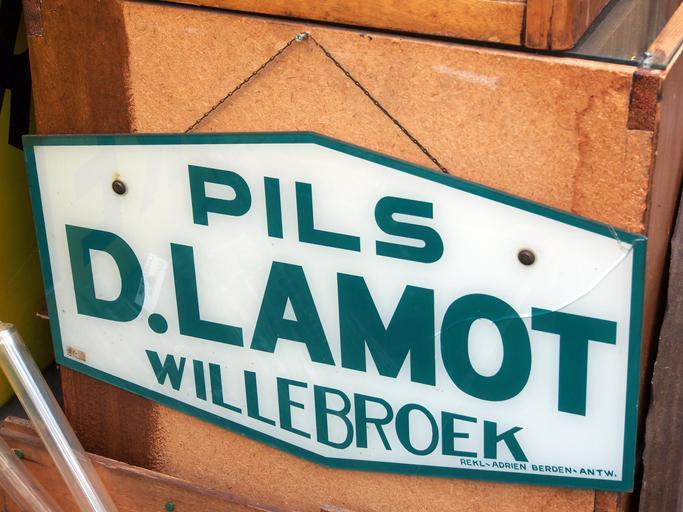 PILS
D.LAMOT
WILLEBROEK
REKL-ADRIEN BERDEN-ANTW.